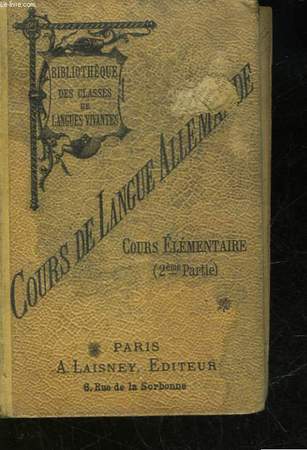 BIBLIOTHÈQUE
DES CLASSES
DE
LANGUES VIVANTES
COURS DE LANGUE ALLEMANDE
COURS ÉLÉMENTAIRE
(2ème Partie)
PARIS
A. LAISNEY, EDITEUR
6, Rue de la Sorbonne